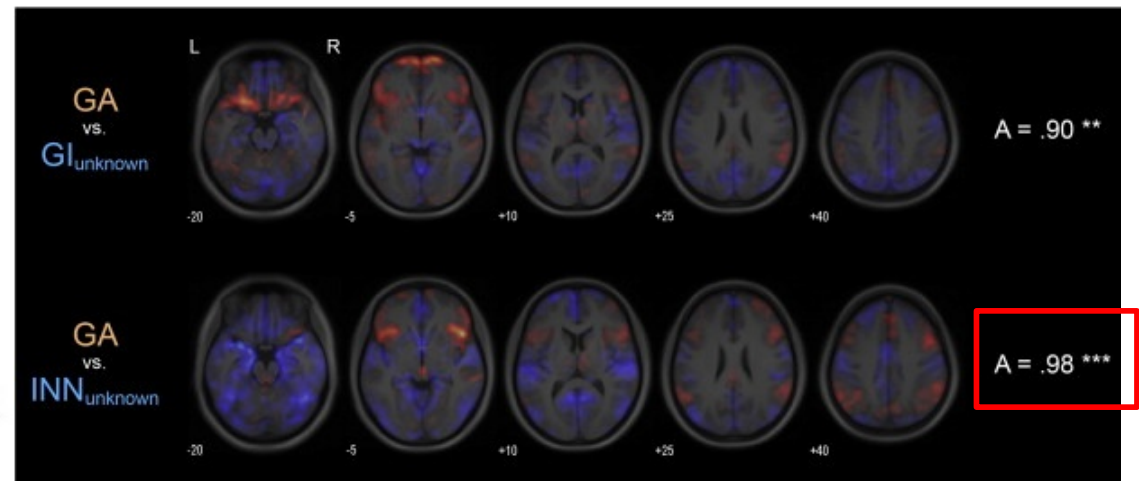 L R
GA
vs.
GIunknown
A = .90 **
-20 -5 +10 +25 +40
GA
vs.
INNunknown
A = .98 ***
-20 -5 +10 +25 +40